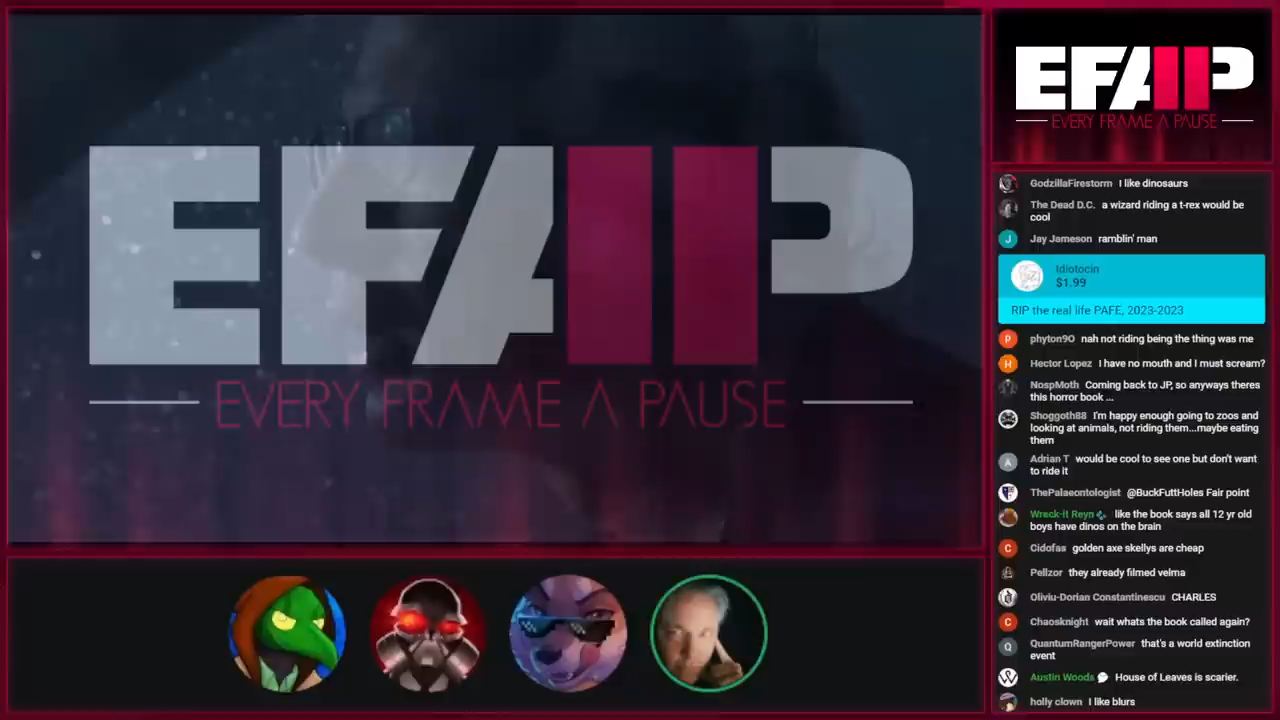 EFAP
EVERY FRAME A PAUSE
EFAP
EVERY FRAME A PAUSE
GodzillaFirestorm I like dinosaurs
The Dead D.C. a wizard riding a t-rex would be
cool
J Jay Jameson ramblin' man
Idiotocin
$1.99
RIP the real life PAFE, 2023-2023
P phyton90 nah not riding being the thing was me
H Hector Lopez I have no mouth and I must scream?
NospMoth Coming back to JP, so anyways theres
this horror book ...
Shoggoth88 I'm happy enough going to zoos and
looking at animals, not riding them...maybe eating
them
A Adrian T would be cool to see one but don't want
to ride it
ThePalaeontologist @BuckFuttHoles Fair point
Wreck-it Reyn like the book says all 12 yr old
boys have dinos on the brain
C Cidofas golden axe skellys are cheap
Pellzor they already filmed velma
Oliviu-Dorian Constantinescu CHARLES
C Chaosknight wait whats the book called again?
Q QuantumRangerPower that's a world extinction
event
Austin Woods House of Leaves is scarier.
holly clown I like blurs